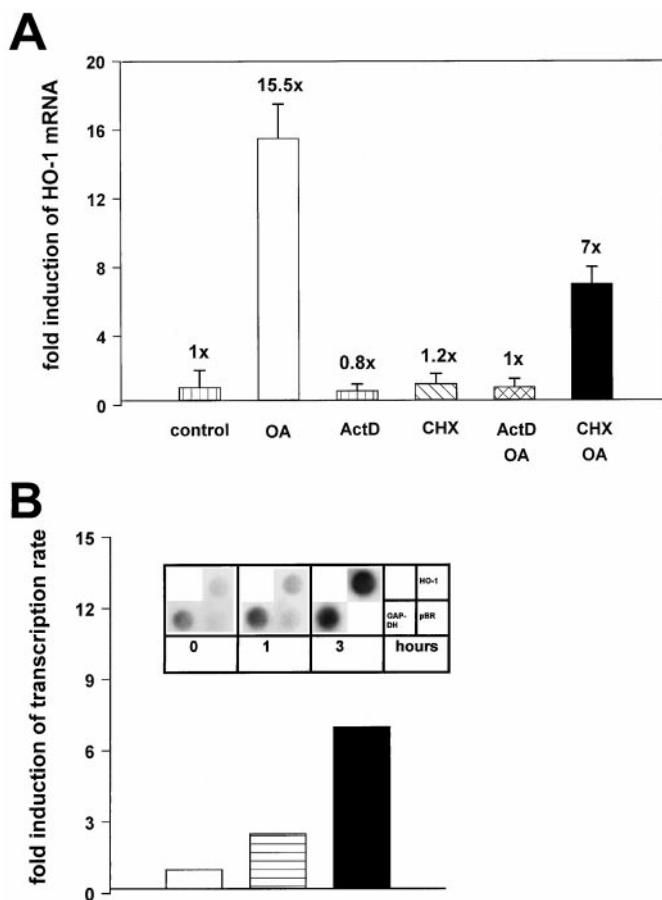 A
fold induction of HO-1 mRNA
20
16
12
8
4
0
1x
15.5x
0.8x
1.2x
1x
7x
control
OA
ActD
CHX
ActD
OA
CHX
OA
B
fold induction of transcription rate
15
12
9
6
3
0
HO-1
GAP-
DH
pBR
0
1
3
hours